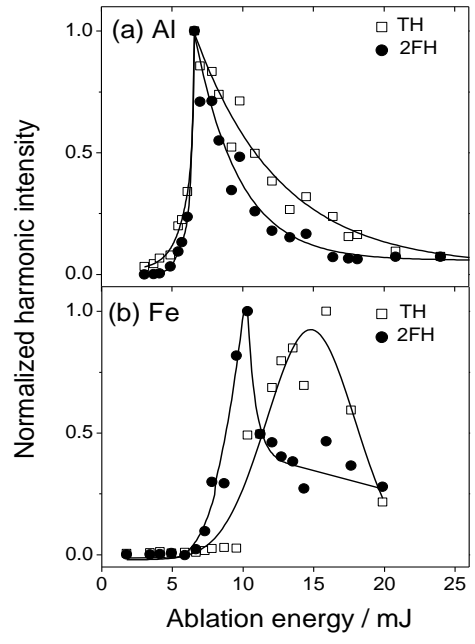 (a) Al
TH
2FH
1.0
0.5
0.0
(b) Fe
TH
2FH
1.0
0.5
0.0
Normalized harmonic intensity
0 5 10 15 20 25
Ablation energy / mJ